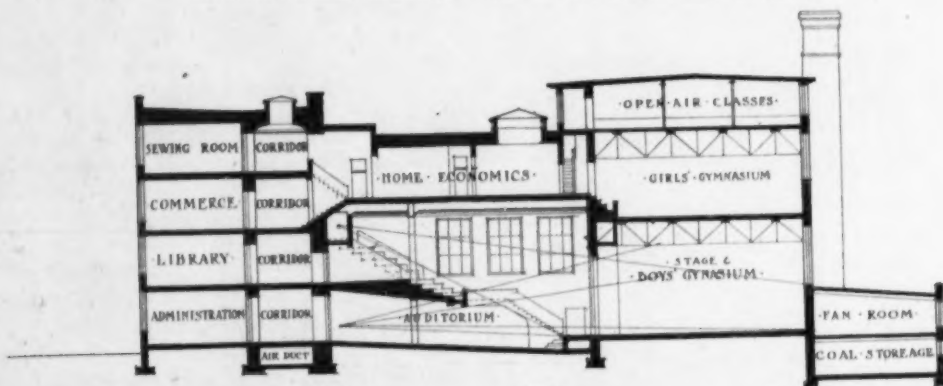 OPEN·AIR·CLASSES·
SEWING ROOM
CORRIDOR
·HOME·ECONOMICS·
·GIRLS'·GYMNASIUM
COMMERCE·
CORRIDOR
·LIBRARY·
CORRIDOR
STAGE &
BOYS' GYNASIUM·
ADMINISTRATION
CORRIDOR
·AUDITORIUM·
·FAN·ROOM·
AIR DUCT
COAL·STOREAGE·